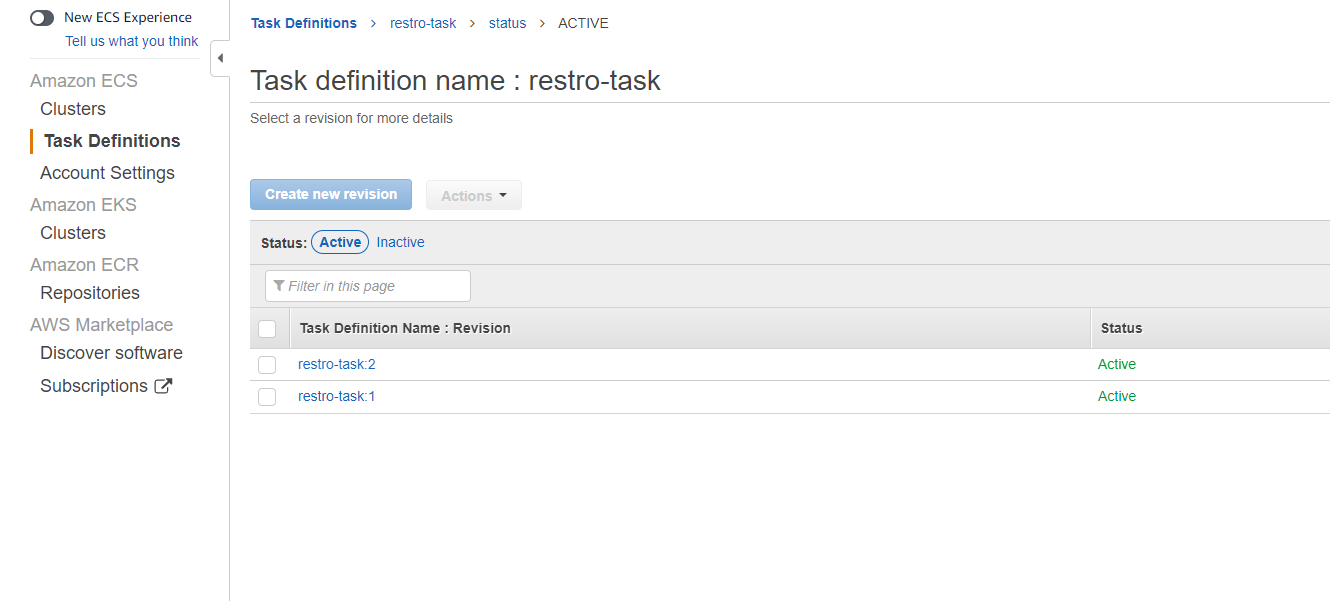 New ECS Experience
Tell us what you think
Amazon ECS
Clusters
Task Definitions
Account Settings
Amazon EKS
Clusters
Amazon ECR
Repositories
AWS Marketplace
Discover software
Subscriptions
Task Definitions > restro-task > status > ACTIVE
Task definition name : restro-task
Select a revision for more details
Create new revision Actions
Status: Active Inactive
Filter in this page
Task Definition Name : Revision Status
restro-task:2 Active
restro-task:1 Active